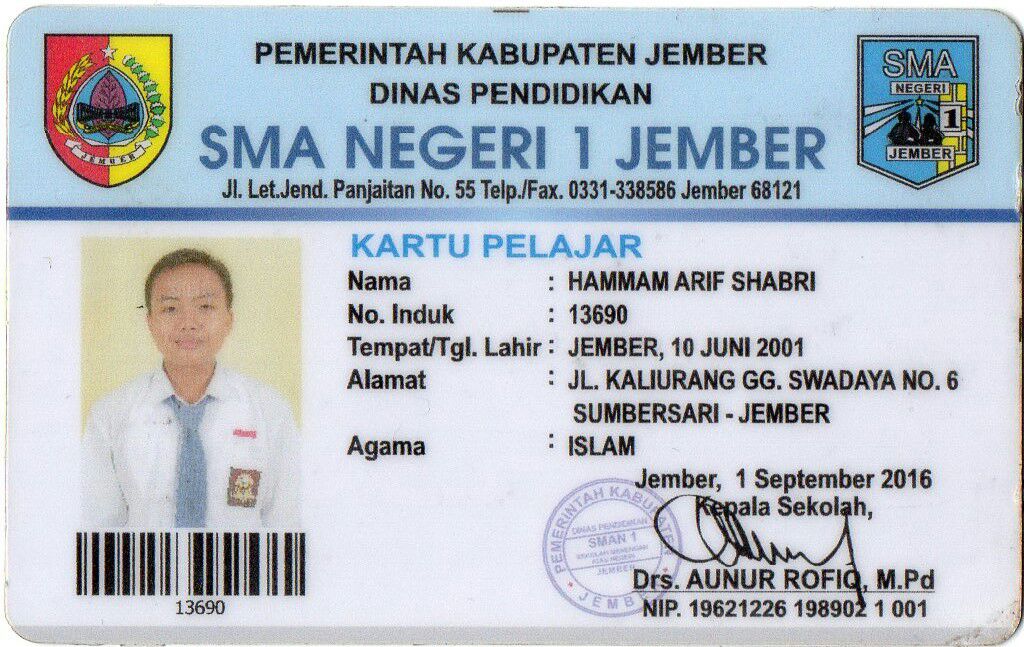 PEMERINTAH KABUPATEN JEMBER
DINAS PENDIDIKAN
SMA NEGERI 1 JEMBER
Jl. Let.Jend. Panjaitan No. 55 Telp./Fax. 0331-338586 Jember 68121
JEMBER
SMA
NEGERI
1
JEMBER
KARTU PELAJAR
Nama : HAMMAM ARIF SHABRI
No. Induk : 13690
Tempat/Tgl. Lahir : JEMBER, 10 JUNI 2001
Alamat : JL. KALIURANG GG. SWADAYA NO. 6
SUMBERSARI - JEMBER
Agama : ISLAM
Jember, 1 September 2016
Kepala Sekolah,
PEMERINTAH KABUPATEN
DINAS PENDIDIKAN
SMAN 1
JEMBER
JEMBER
Drs. AUNUR ROFIQ, M.Pd
NIP. 19621226 198902 1 001
13690